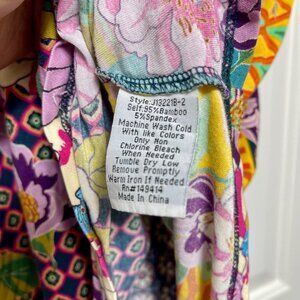 Style:J13221B-2
Self:95%Bamboo
5%Spandex
Machine Wash Cold
With like Colors
Only Non
Chlorine Bleach
When Needed
Tumble Dry Low
Remove Promptly
Warm Iron If Needed
Rn#149414
Made In China